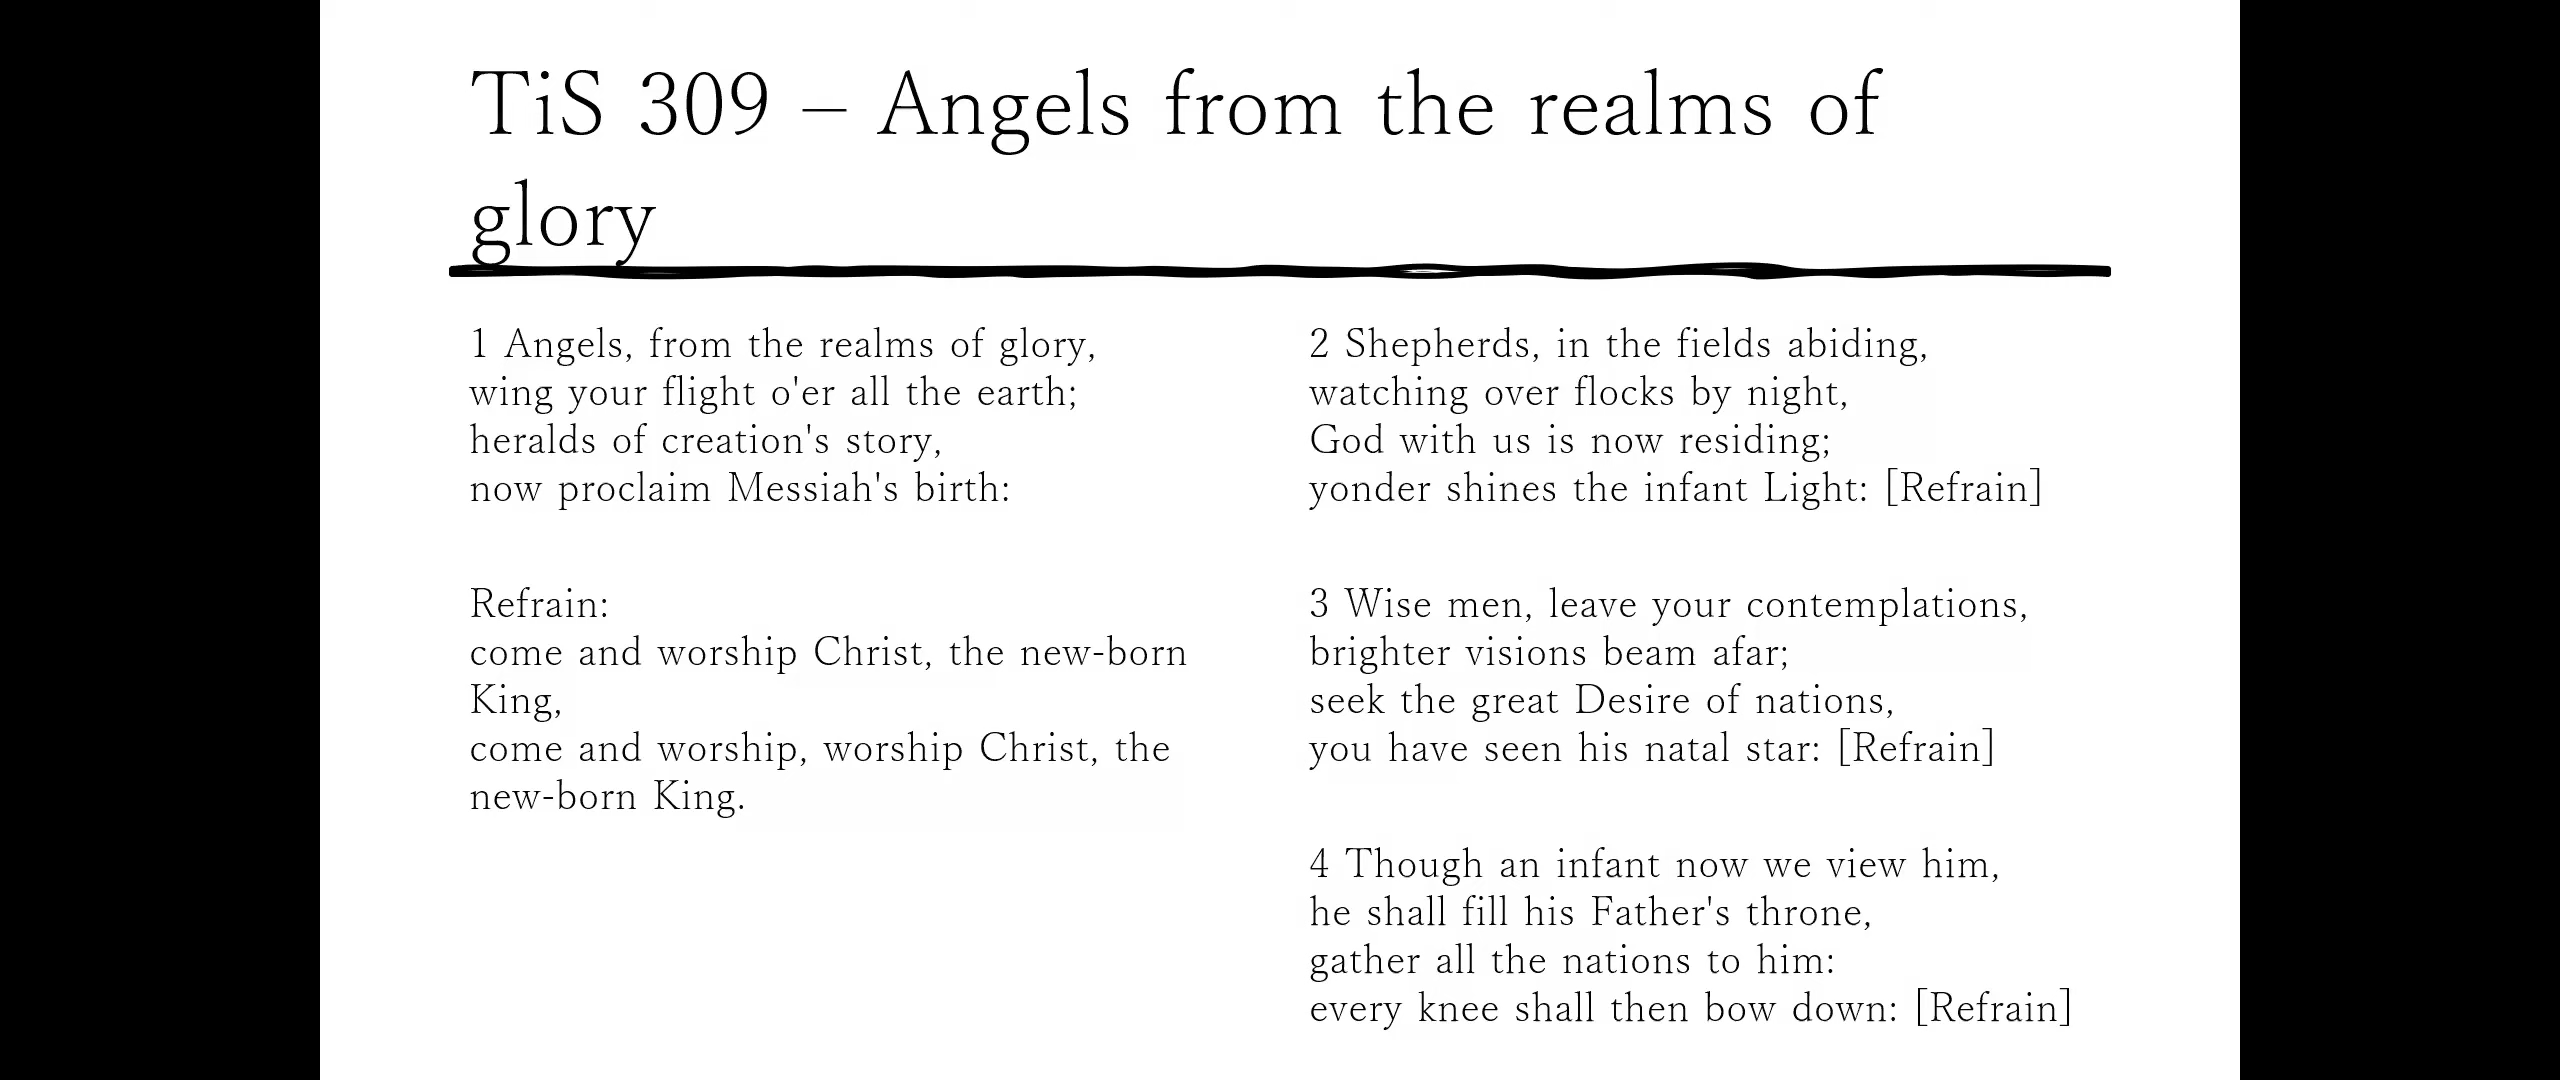 TiS 309 – Angels from the realms of
glory
1 Angels, from the realms of glory,
wing your flight o'er all the earth;
heralds of creation's story,
now proclaim Messiah's birth:
Refrain:
come and worship Christ, the new-born
King,
come and worship, worship Christ, the
new-born King.
2 Shepherds, in the fields abiding,
watching over flocks by night,
God with us is now residing;
yonder shines the infant Light: [Refrain]
3 Wise men, leave your contemplations,
brighter visions beam afar;
seek the great Desire of nations,
you have seen his natal star: [Refrain]
4 Though an infant now we view him,
he shall fill his Father's throne,
gather all the nations to him:
every knee shall then bow down: [Refrain]